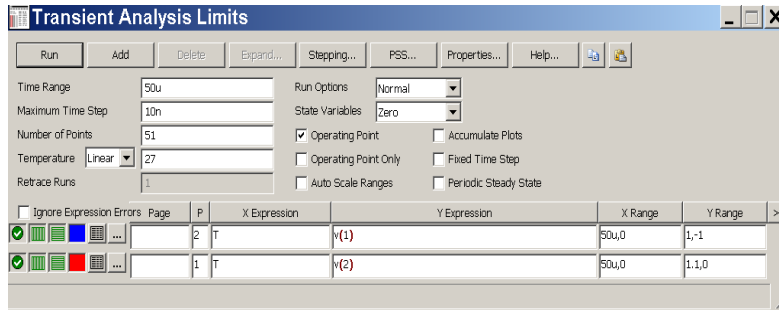 Transient Analysis Limits
Run Add Delete Expand... Stepping... PSS... Properties... Help...
Time Range 50u Run Options Normal
Maximum Time Step 10n State Variables Zero
Number of Points 51 Operating Point Accumulate Plots
Temperature Linear 27 Operating Point Only Fixed Time Step
Retrace Runs 1 Auto Scale Ranges Periodic Steady State
Ignore Expression Errors Page P X Expression Y Expression X Range Y Range >
... 2 T v(1) 50u,0 1,-1
... 1 T v(2) 50u,0 1.1,0